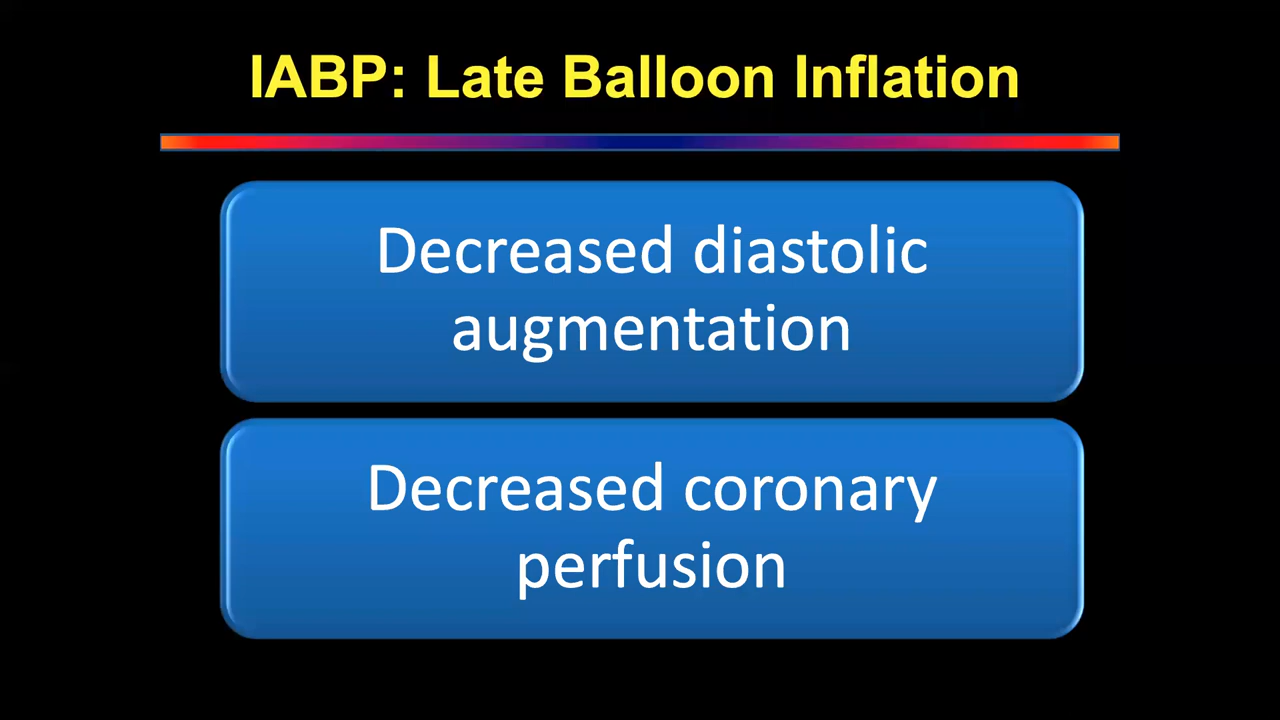 IABP: Late Balloon Inflation
Decreased diastolic
augmentation
Decreased coronary
perfusion